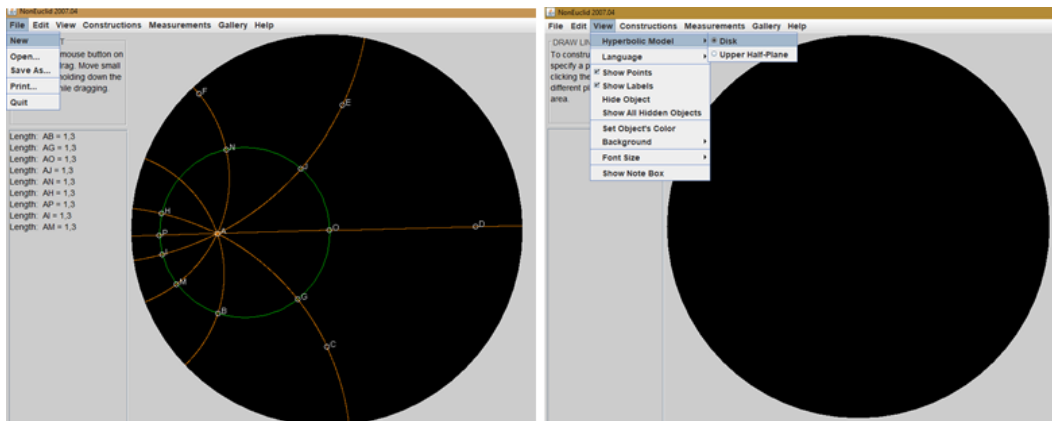 NonEuclid 2007.04
File Edit View Constructions Measurements Gallery Help
New
Open...
Save As...
Print...
Quit
mouse button on
drag. Move small
holding down the
while dragging.
Length: AB = 1,3
Length: AG = 1,3
Length: AO = 1,3
Length: AJ = 1,3
Length: AN = 1,3
Length: AH = 1,3
Length: AP = 1,3
Length: AI = 1,3
Length: AM = 1,3
F
E
N
J
H
P
A
O
D
I
M
B
G
C
NonEuclid 2007.04
File Edit View Constructions Measurements Gallery Help
DRAW LIN
To constru
specify a p
clicking the
different pl
area.
Hyperbolic Model
Language
Show Points
Show Labels
Hide Object
Show All Hidden Objects
Set Object's Color
Background
Font Size
Show Note Box
Disk
Upper Half-Plane